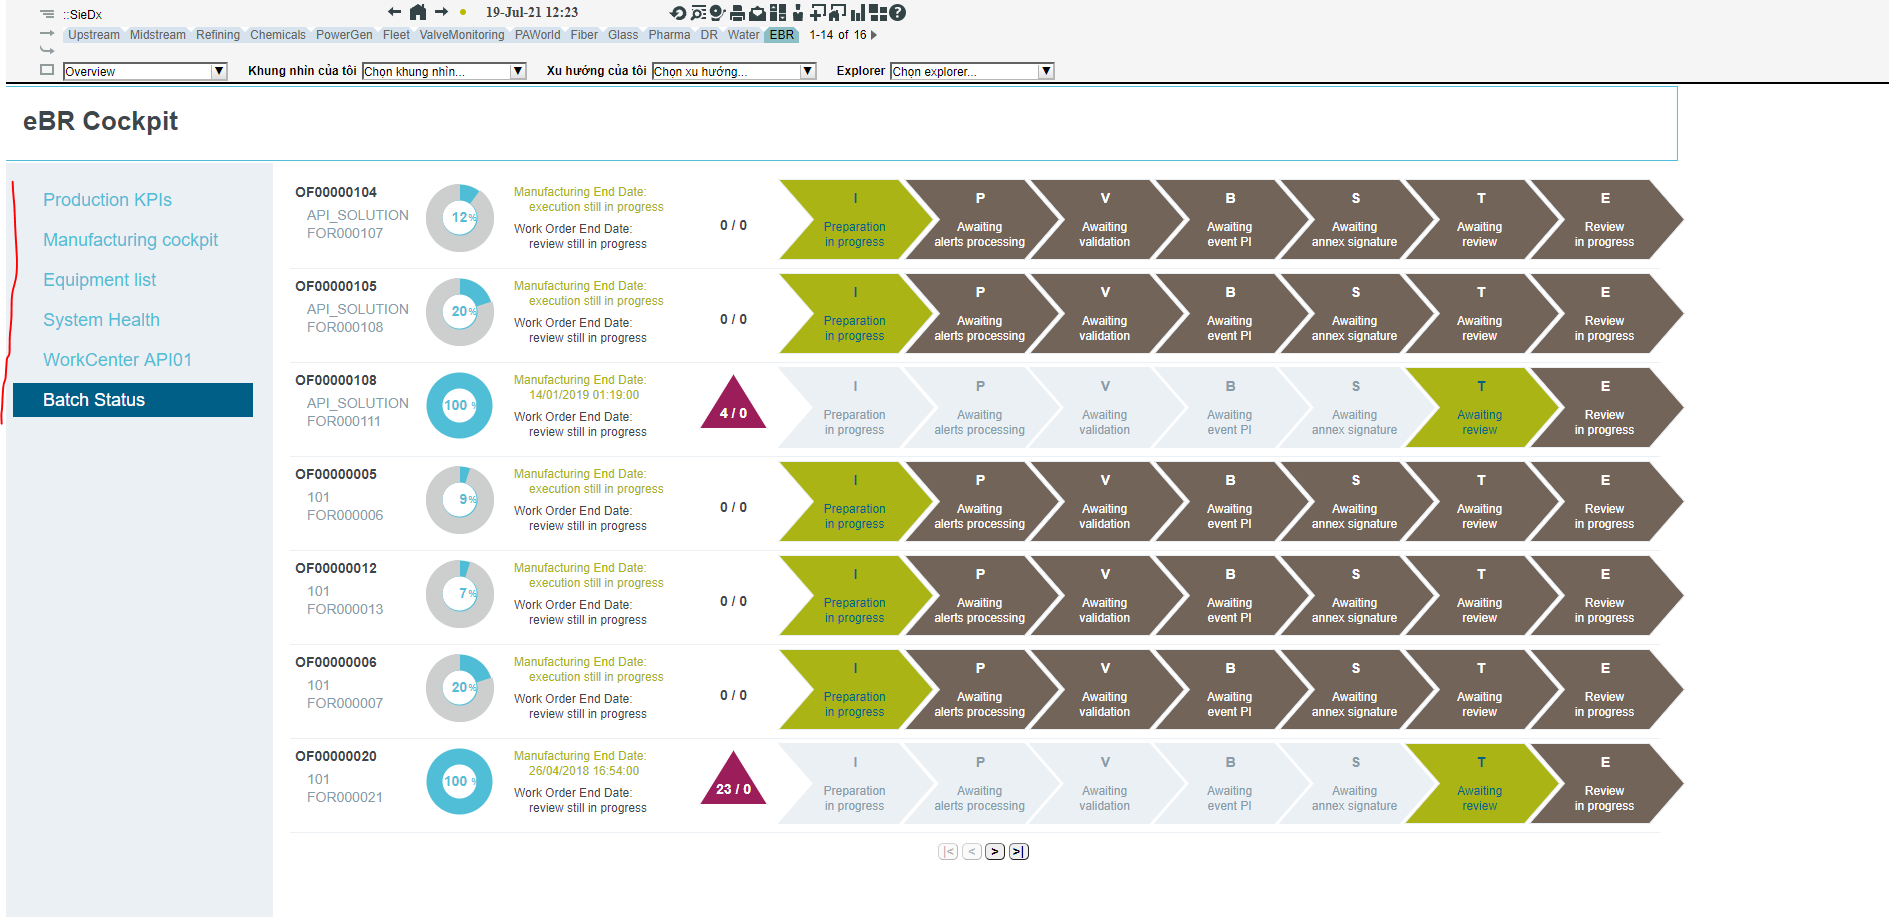 ::SieDx
19-Jul-21 12:23
Upstream Midstream Refining Chemicals PowerGen Fleet ValveMonitoring PAWorld Fiber Glass Pharma DR Water EBR 1-14 of 16
Overview Khung nhìn của tôi Chọn khung nhìn... Xu hướng của tôi Chọn xu hướng... Explorer Chọn explorer...
eBR Cockpit
Production KPIs
Manufacturing cockpit
Equipment list
System Health
WorkCenter API01
Batch Status
OF00000104
API_SOLUTION
FOR000107
12%
Manufacturing End Date:
execution still in progress
Work Order End Date:
review still in progress
0 / 0
I P V B S T E
Preparation Awaiting Awaiting Awaiting Awaiting Awaiting Review
in progress alerts processing validation event PI annex signature review in progress
OF00000105
API_SOLUTION
FOR000108
20%
Manufacturing End Date:
execution still in progress
Work Order End Date:
review still in progress
0 / 0
I P V B S T E
Preparation Awaiting Awaiting Awaiting Awaiting Awaiting Review
in progress alerts processing validation event PI annex signature review in progress
OF00000108
API_SOLUTION
FOR000111
100 %
Manufacturing End Date:
14/01/2019 01:19:00
Work Order End Date:
review still in progress
4 / 0
I P V B S T E
Preparation Awaiting Awaiting Awaiting Awaiting Awaiting Review
in progress alerts processing validation event PI annex signature review in progress
OF00000005
101
FOR000006
9%
Manufacturing End Date:
execution still in progress
Work Order End Date:
review still in progress
0 / 0
I P V B S T E
Preparation Awaiting Awaiting Awaiting Awaiting Awaiting Review
in progress alerts processing validation event PI annex signature review in progress
OF00000012
101
FOR000013
7%
Manufacturing End Date:
execution still in progress
Work Order End Date:
review still in progress
0 / 0
I P V B S T E
Preparation Awaiting Awaiting Awaiting Awaiting Awaiting Review
in progress alerts processing validation event PI annex signature review in progress
OF00000006
101
FOR000007
20%
Manufacturing End Date:
execution still in progress
Work Order End Date:
review still in progress
0 / 0
I P V B S T E
Preparation Awaiting Awaiting Awaiting Awaiting Awaiting Review
in progress alerts processing validation event PI annex signature review in progress
OF00000020
101
FOR000021
100 %
Manufacturing End Date:
26/04/2018 16:54:00
Work Order End Date:
review still in progress
23 / 0
I P V B S T E
Preparation Awaiting Awaiting Awaiting Awaiting Awaiting Review
in progress alerts processing validation event PI annex signature review in progress
|< < > >|